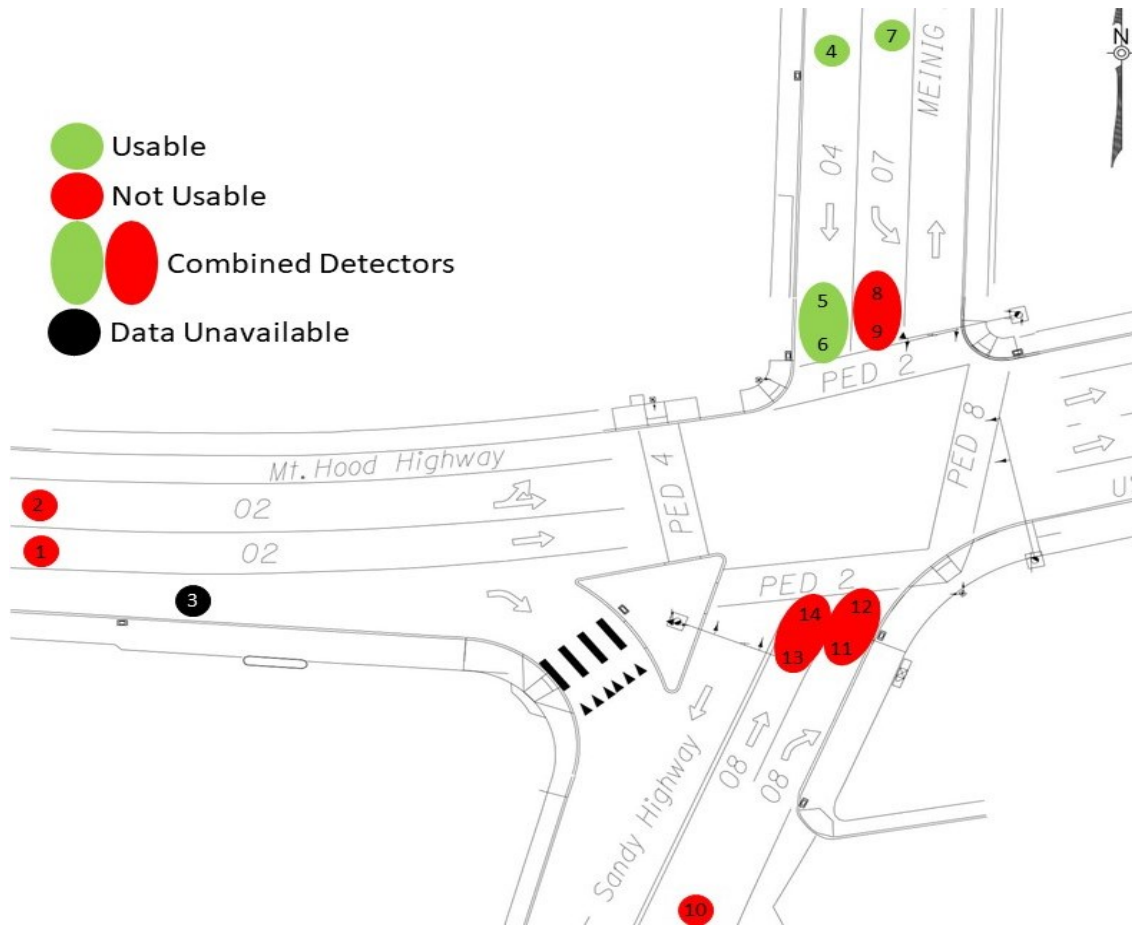 4
7
MEINIG
N
Usable
Not Usable
Combined Detectors
Data Unavailable
04
07
5
6
8
9
PED 2
PED 8
Mt. Hood Highway
PED 4
2
02
1
02
3
PED 2
14
12
13
11
08
08
Sandy Highway
10